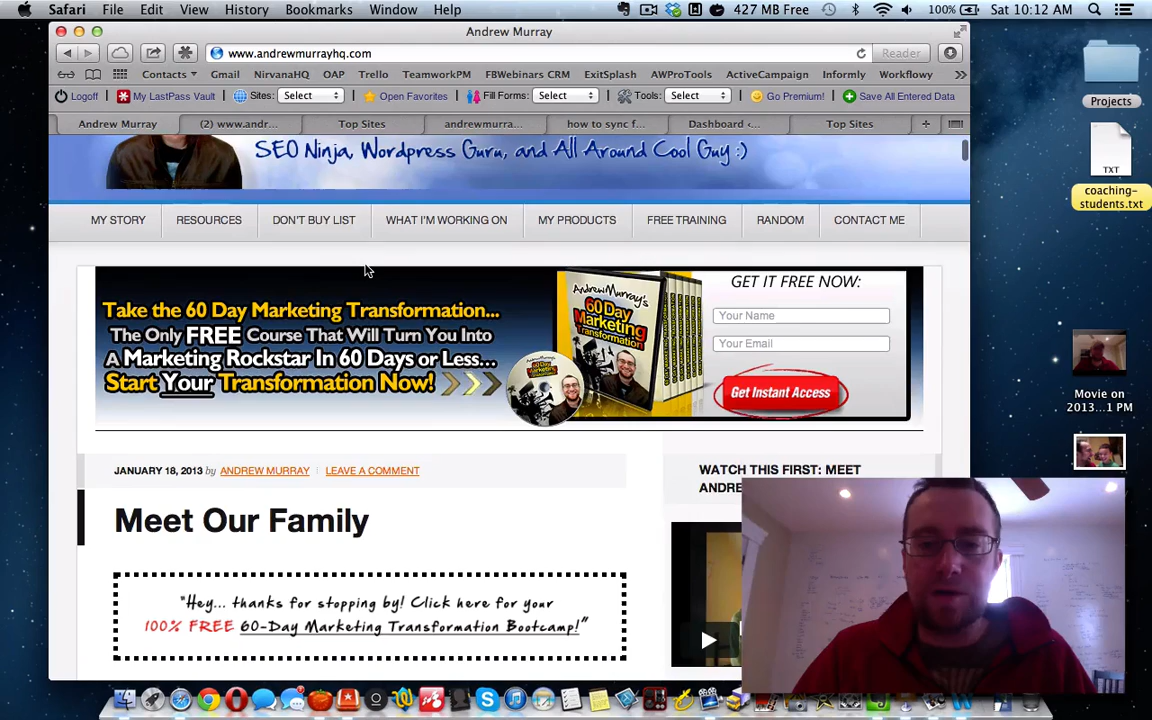 Safari File Edit View History Bookmarks Window Help 427 MB Free 100% Sat 10:12 AM
Andrew Murray
www.andrewmurrayhq.com Reader
Contacts Gmail NirvanaHQ OAP Trello TeamworkPM FBWebinars CRM ExitSplash AWProTools ActiveCampaign Informly Workflowy
Logoff My LastPass Vault Sites: Select Open Favorites Fill Forms: Select Tools: Select Go Premium! Save All Entered Data
Andrew Murray (2) www.andr... Top Sites andrewmurra... how to sync f... Dashboard <... Top Sites
SEO Ninja, Wordpress Guru, and All Around Cool Guy :)
MY STORY RESOURCES DON'T BUY LIST WHAT I'M WORKING ON MY PRODUCTS FREE TRAINING RANDOM CONTACT ME
Take the 60 Day Marketing Transformation...
The Only FREE Course That Will Turn You Into
A Marketing Rockstar In 60 Days or Less...
Start Your Transformation Now!
Andrew Murray's
60 Day
Marketing
Transformation
GET IT FREE NOW:
Your Name
Your Email
Get Instant Access
JANUARY 18, 2013 by ANDREW MURRAY LEAVE A COMMENT
Meet Our Family
"Hey... thanks for stopping by! Click here for your
100% FREE 60-Day Marketing Transformation Bootcamp!"
WATCH THIS FIRST: MEET
Projects
TXT
coaching-
students.txt
Movie on
2013...1 PM